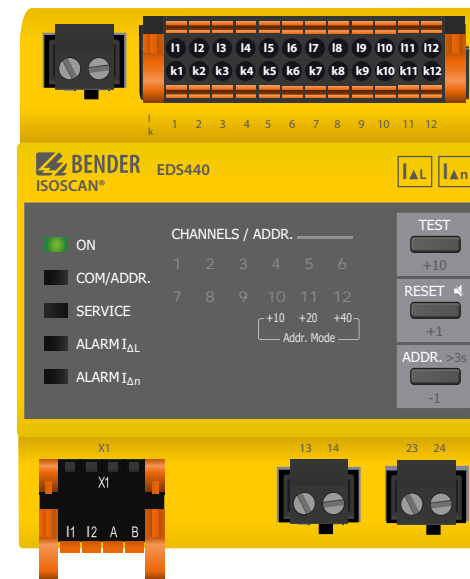 l1 l2 l3 l4 l5 l6 l7 l8 l9 l10 l11 l12
k1 k2 k3 k4 k5 k6 k7 k8 k9 k10 k11 k12
l
k 1 2 3 4 5 6 7 8 9 10 11 12
BENDER EDS440
ISOSCAN®
I▲L I▲n
ON
COM/ADDR.
SERVICE
ALARM I∆L
ALARM I∆n
CHANNELS / ADDR.
1 2 3 4 5 6
7 8 9 10 11 12
+10 +20 +40
Addr. Mode
TEST
+10
RESET
+1
ADDR. >3s
-1
X1
X1
I1 I2 A B
13 14
23 24